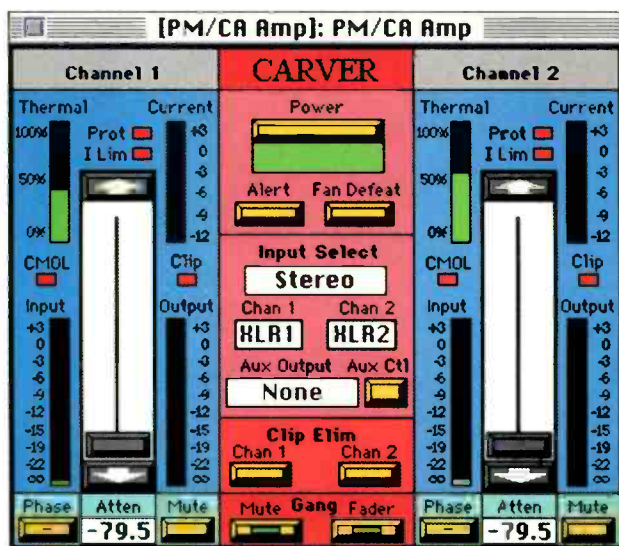 [PM/CA Amp]: PM/CA Amp
Channel 1
CARVER
Channel 2
Thermal
Current
100%
50%
0%
Prot
I Lim
+3
0
-3
-6
-9
-12
CMOL
Clip
Input
Output
+3
0
-3
-6
-9
-12
-15
-19
-22
∞
+3
0
-3
-6
-9
-12
-15
-19
-22
∞
Phase
Atten
Mute
-
-79.5
Power
Alert
Fan Defeat
Input Select
Stereo
Chan 1
Chan 2
XLR1
XLR2
Aux Output
Aux Ctl
None
Clip Elim
Chan 1
Chan 2
Mute
Gang
Fader
Thermal
Current
100%
50%
0%
Prot
I Lim
+3
0
-3
-6
-9
-12
CMOL
Clip
Input
Output
+3
0
-3
-6
-9
-12
-15
-19
-22
∞
+3
0
-3
-6
-9
-12
-15
-19
-22
∞
Phase
Atten
Mute
-
-79.5